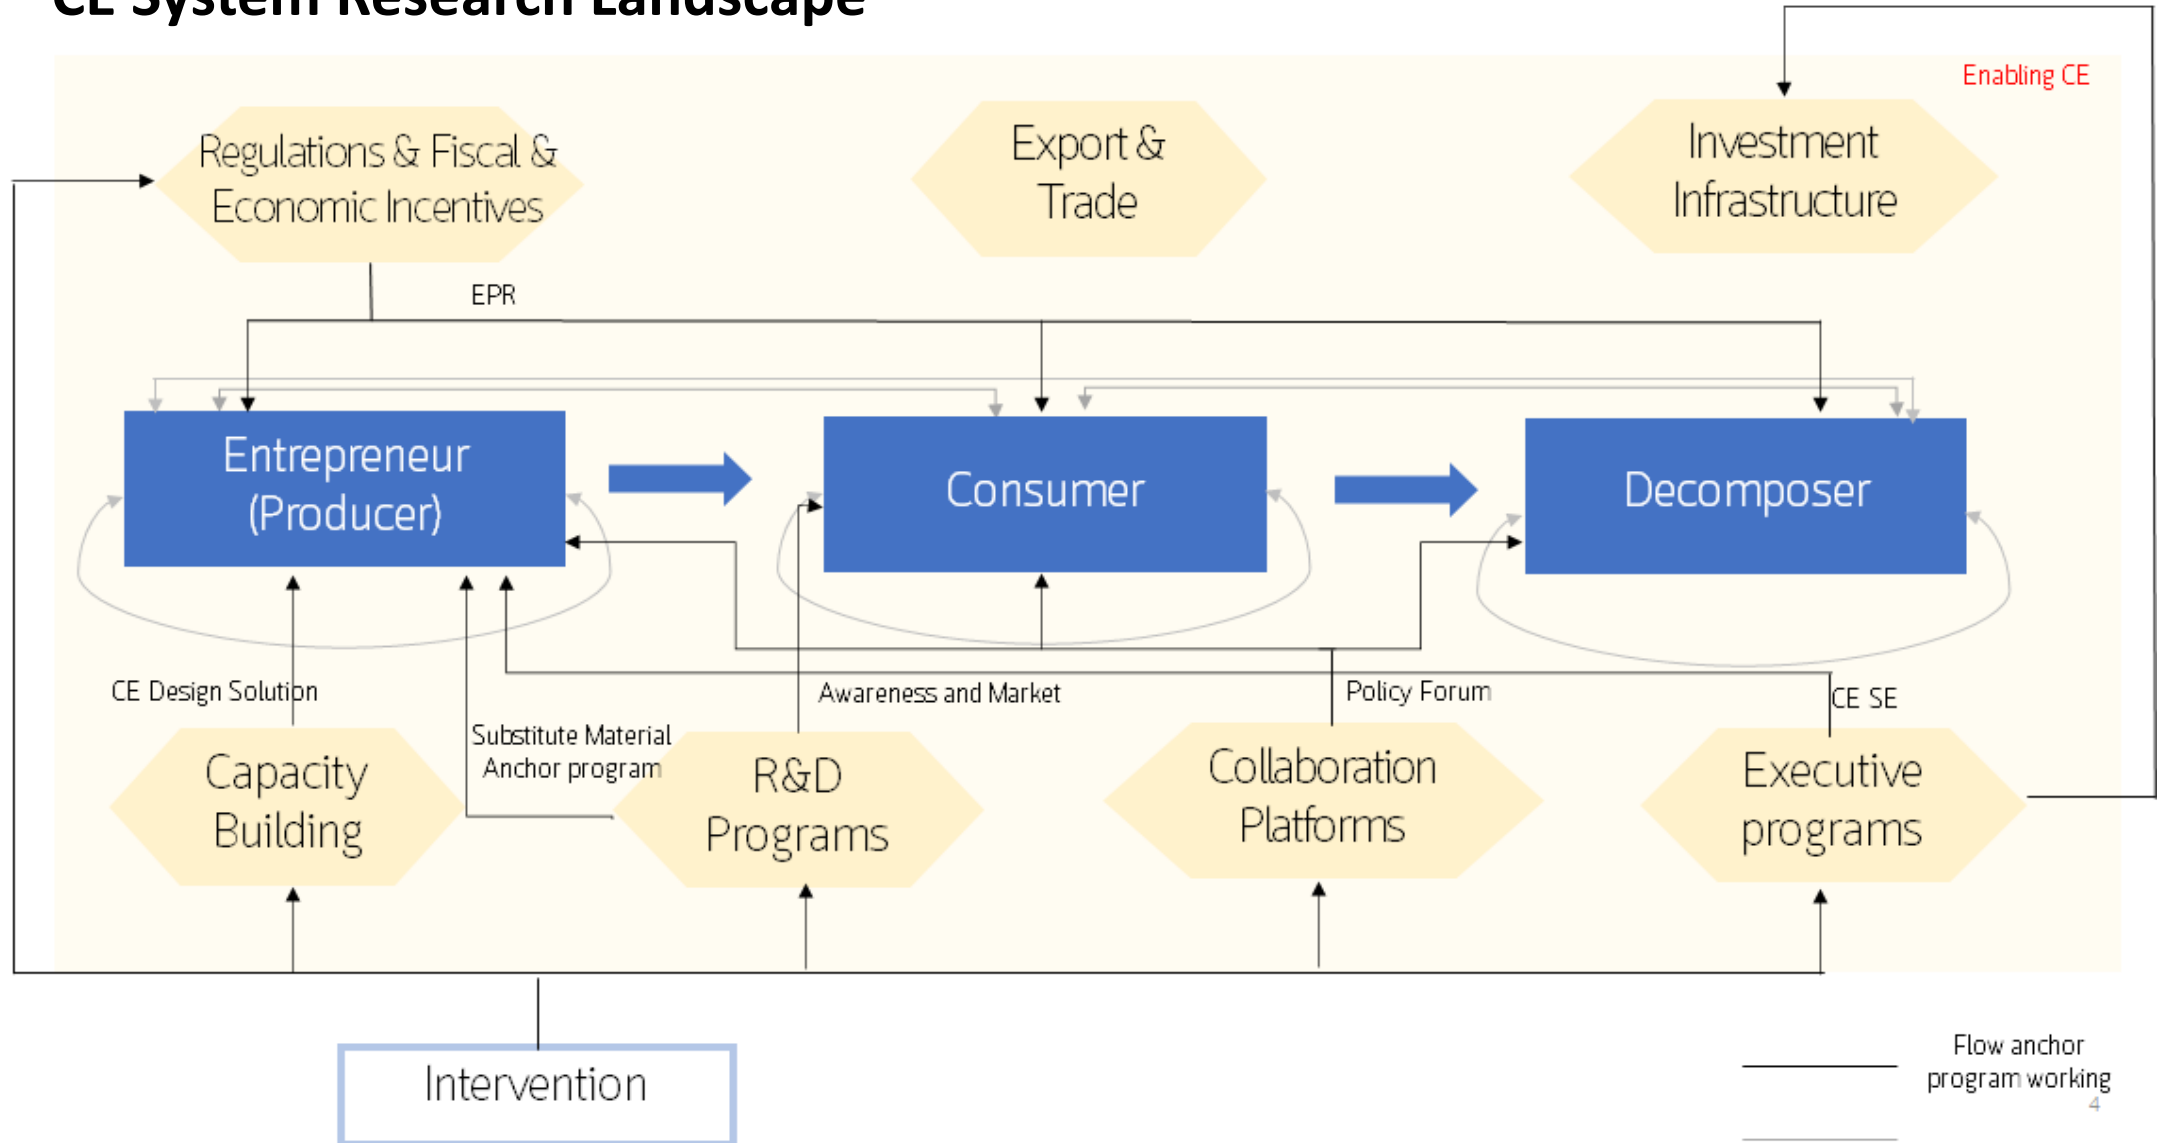 CE System Research Landscape
Enabling CE
Regulations & Fiscal &
Economic Incentives
Export &
Trade
Investment
Infrastructure
EPR
Entrepreneur
(Producer)
Consumer
Decomposer
CE Design Solution
Substitute Material
Anchor program
Awareness and Market
Policy Forum
CE SE
Capacity
Building
R&D
Programs
Collaboration
Platforms
Executive
programs
Intervention
Flow anchor
program working
4